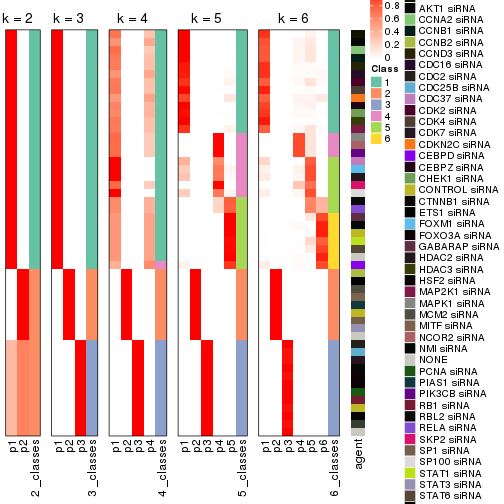 k = 2
k = 3
k = 4
k = 5
k = 6
0.8
0.6
0.4
0.2
0
Class
1
2
3
4
5
6
p1
p2
2_classes
p1
p2
p3
3_classes
p1
p2
p3
p4
4_classes
p1
p2
p3
p4
p5
5_classes
p1
p2
p3
p4
p5
p6
6_classes
agent
AKT1 siRNA
CCNA2 siRNA
CCNB1 siRNA
CCNB2 siRNA
CCND3 siRNA
CDC16 siRNA
CDC2 siRNA
CDC25B siRNA
CDC37 siRNA
CDK2 siRNA
CDK4 siRNA
CDK7 siRNA
CDKN2C siRNA
CEBPD siRNA
CEBPZ siRNA
CHEK1 siRNA
CONTROL siRNA
CTNNB1 siRNA
ETS1 siRNA
FOXM1 siRNA
FOXO3A siRNA
GABARAP siRNA
HDAC2 siRNA
HDAC3 siRNA
HSF2 siRNA
MAP2K1 siRNA
MAPK1 siRNA
MCM2 siRNA
MITF siRNA
NCOR2 siRNA
NMI siRNA
NONE
PCNA siRNA
PIAS1 siRNA
PIK3CB siRNA
RB1 siRNA
RBL2 siRNA
RELA siRNA
SKP2 siRNA
SP1 siRNA
SP100 siRNA
STAT1 siRNA
STAT3 siRNA
STAT6 siRNA